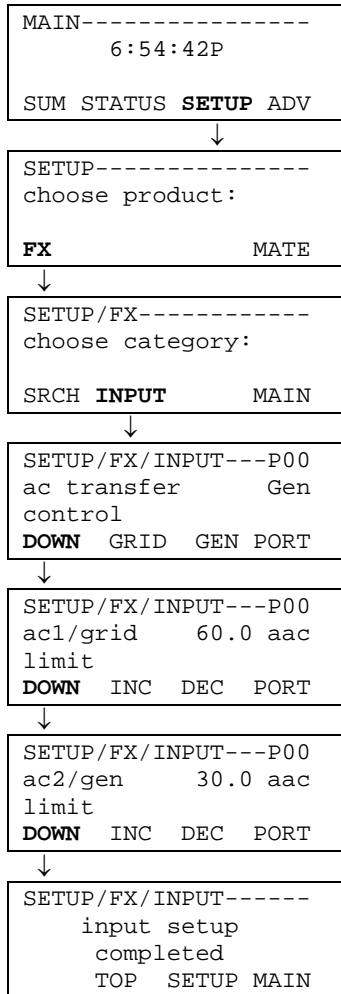 MAIN-----------------
6:54:42P
SUM STATUS SETUP ADV
↓
SETUP---------------
choose product:
FX MATE
↓
SETUP/FX------------
choose category:
SRCH INPUT MAIN
↓
SETUP/FX/INPUT---P00
ac transfer Gen
control
DOWN GRID GEN PORT
↓
SETUP/FX/INPUT---P00
ac1/grid 60.0 aac
limit
DOWN INC DEC PORT
↓
SETUP/FX/INPUT---P00
ac2/gen 30.0 aac
limit
DOWN INC DEC PORT
↓
SETUP/FX/INPUT------
input setup
completed
TOP SETUP MAIN